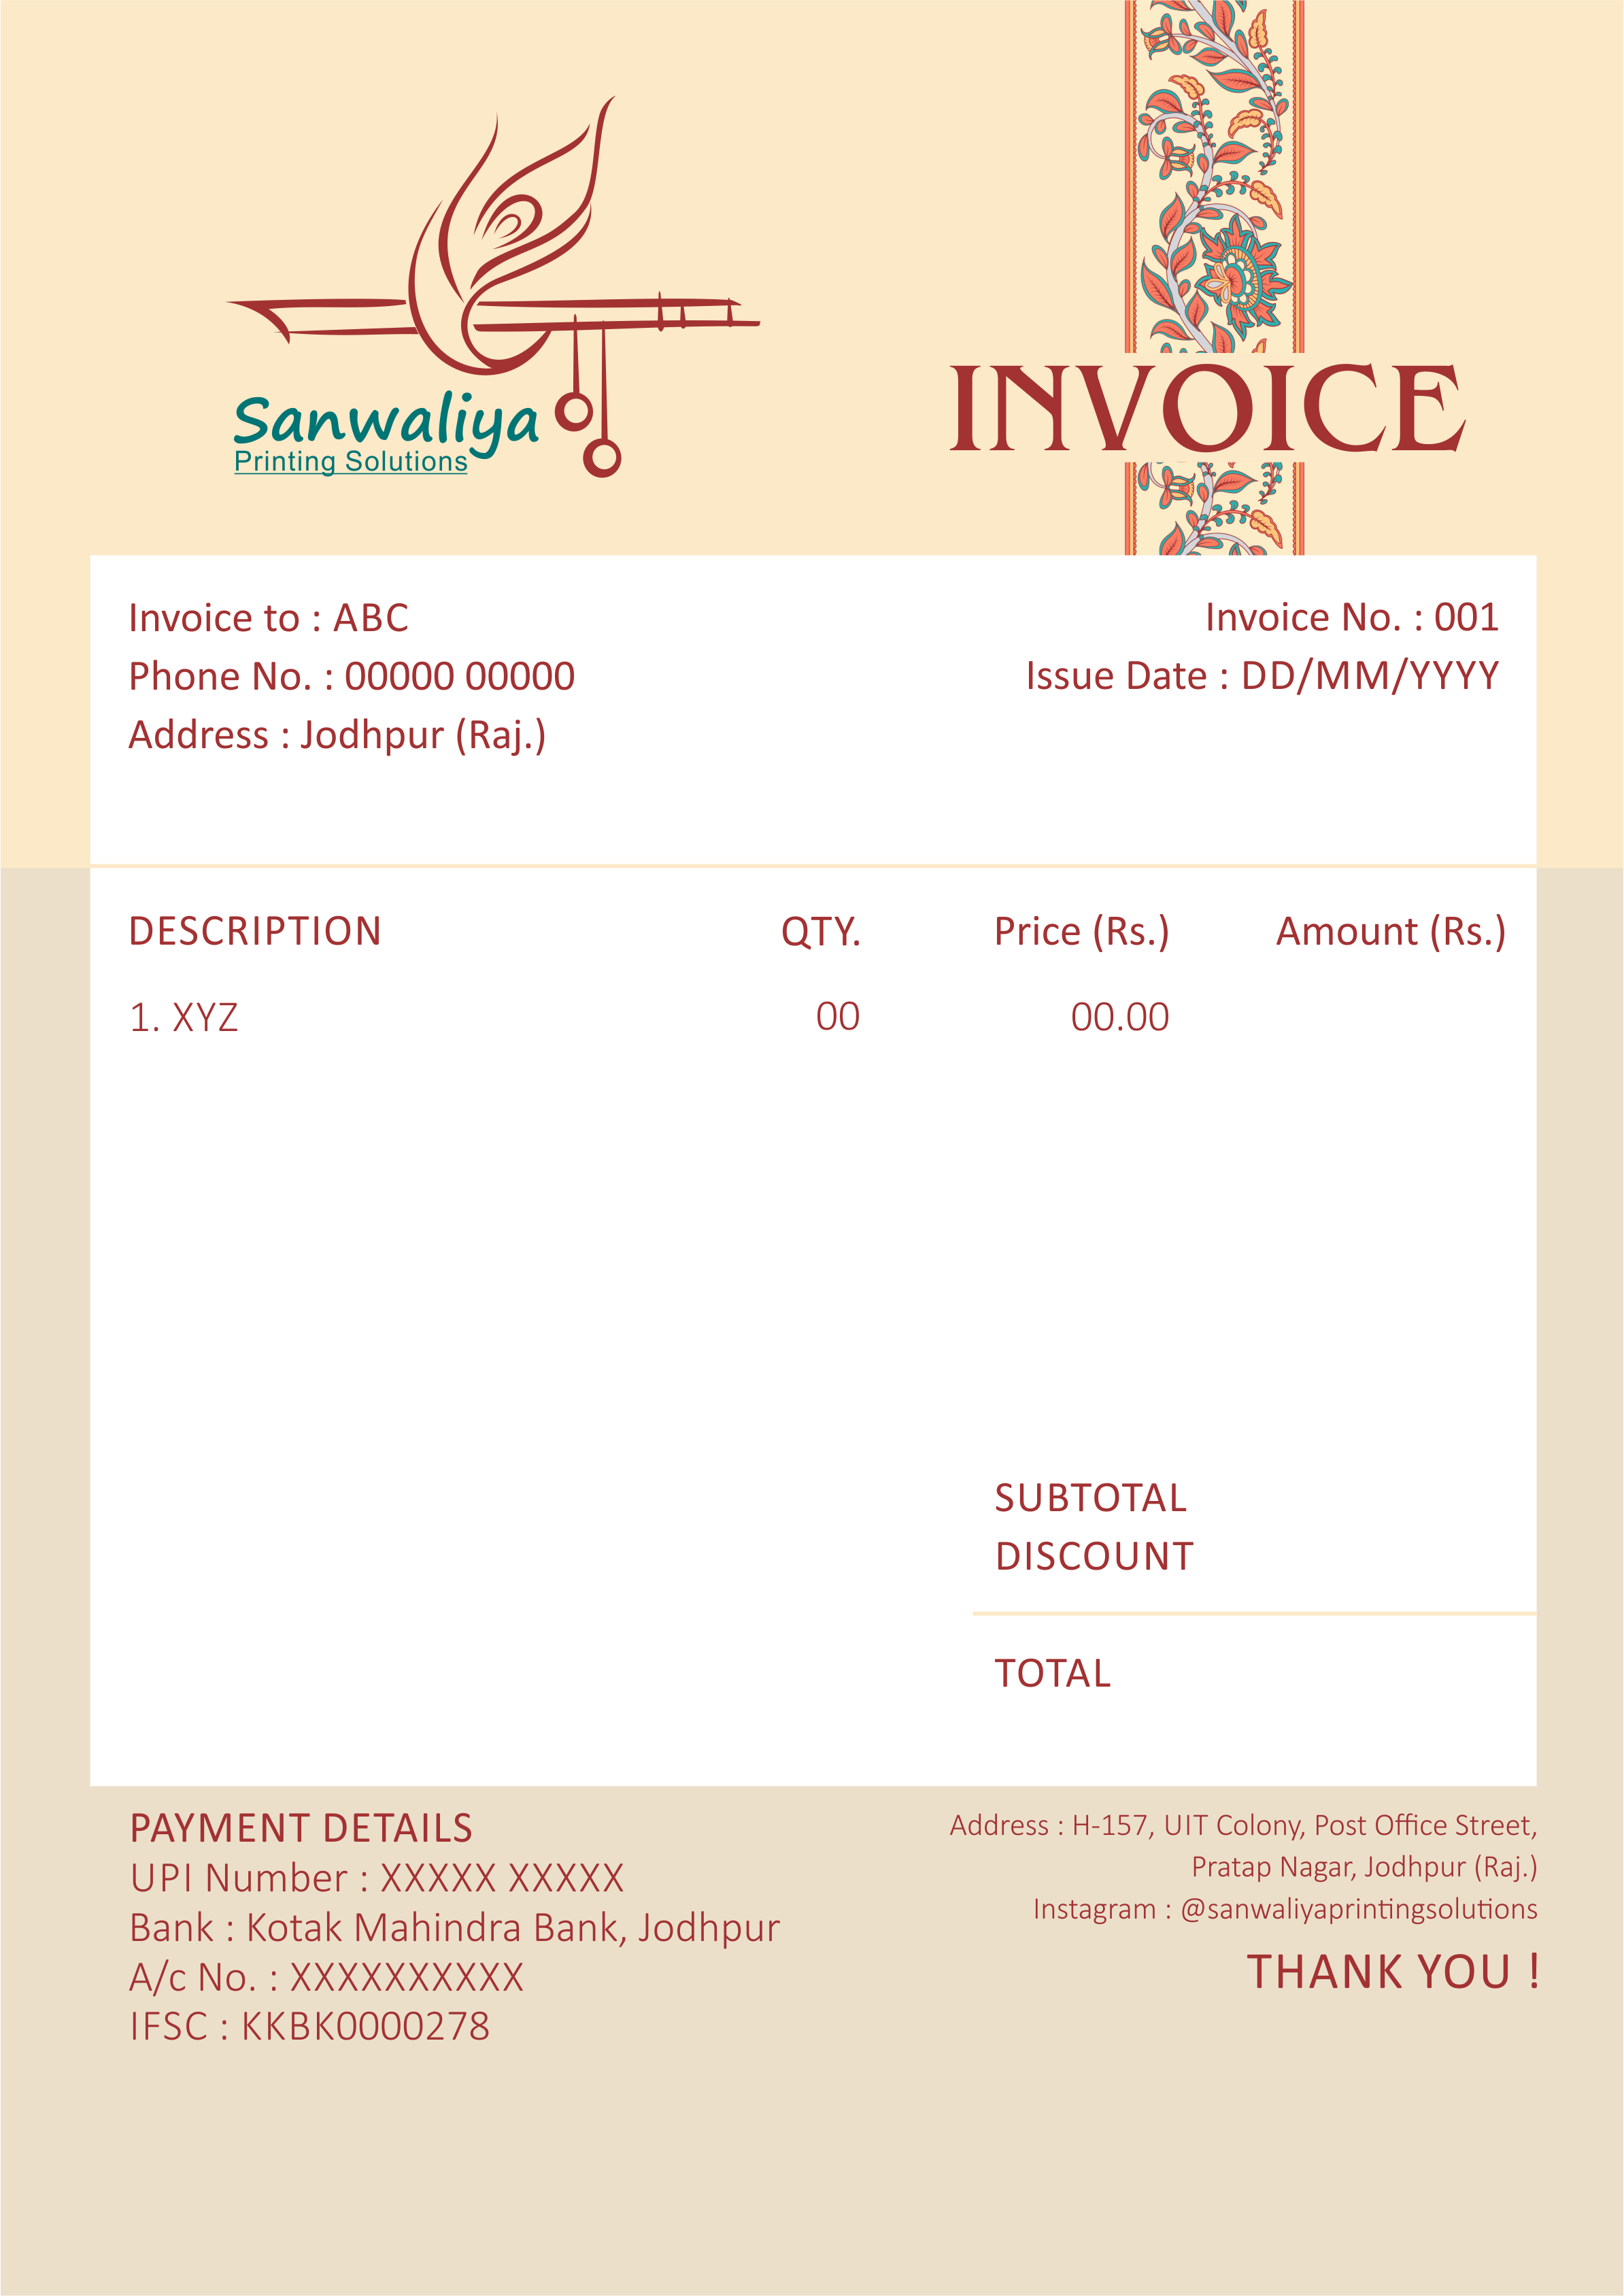 Sanwaliya
Printing Solutions
INVOICE
Invoice to : ABC
Phone No. : 00000 00000
Address : Jodhpur (Raj.)
Invoice No. : 001
Issue Date : DD/MM/YYYY
DESCRIPTION QTY. Price (Rs.) Amount (Rs.)
1. XYZ 00 00.00
SUBTOTAL
DISCOUNT
TOTAL
PAYMENT DETAILS
UPI Number : XXXXX XXXXX
Bank : Kotak Mahindra Bank, Jodhpur
A/c No. : XXXXXXXXXX
IFSC : KKBK0000278
Address : H-157, UIT Colony, Post Office Street,
Pratap Nagar, Jodhpur (Raj.)
Instagram : @sanwaliyaprintingsolutions
THANK YOU !